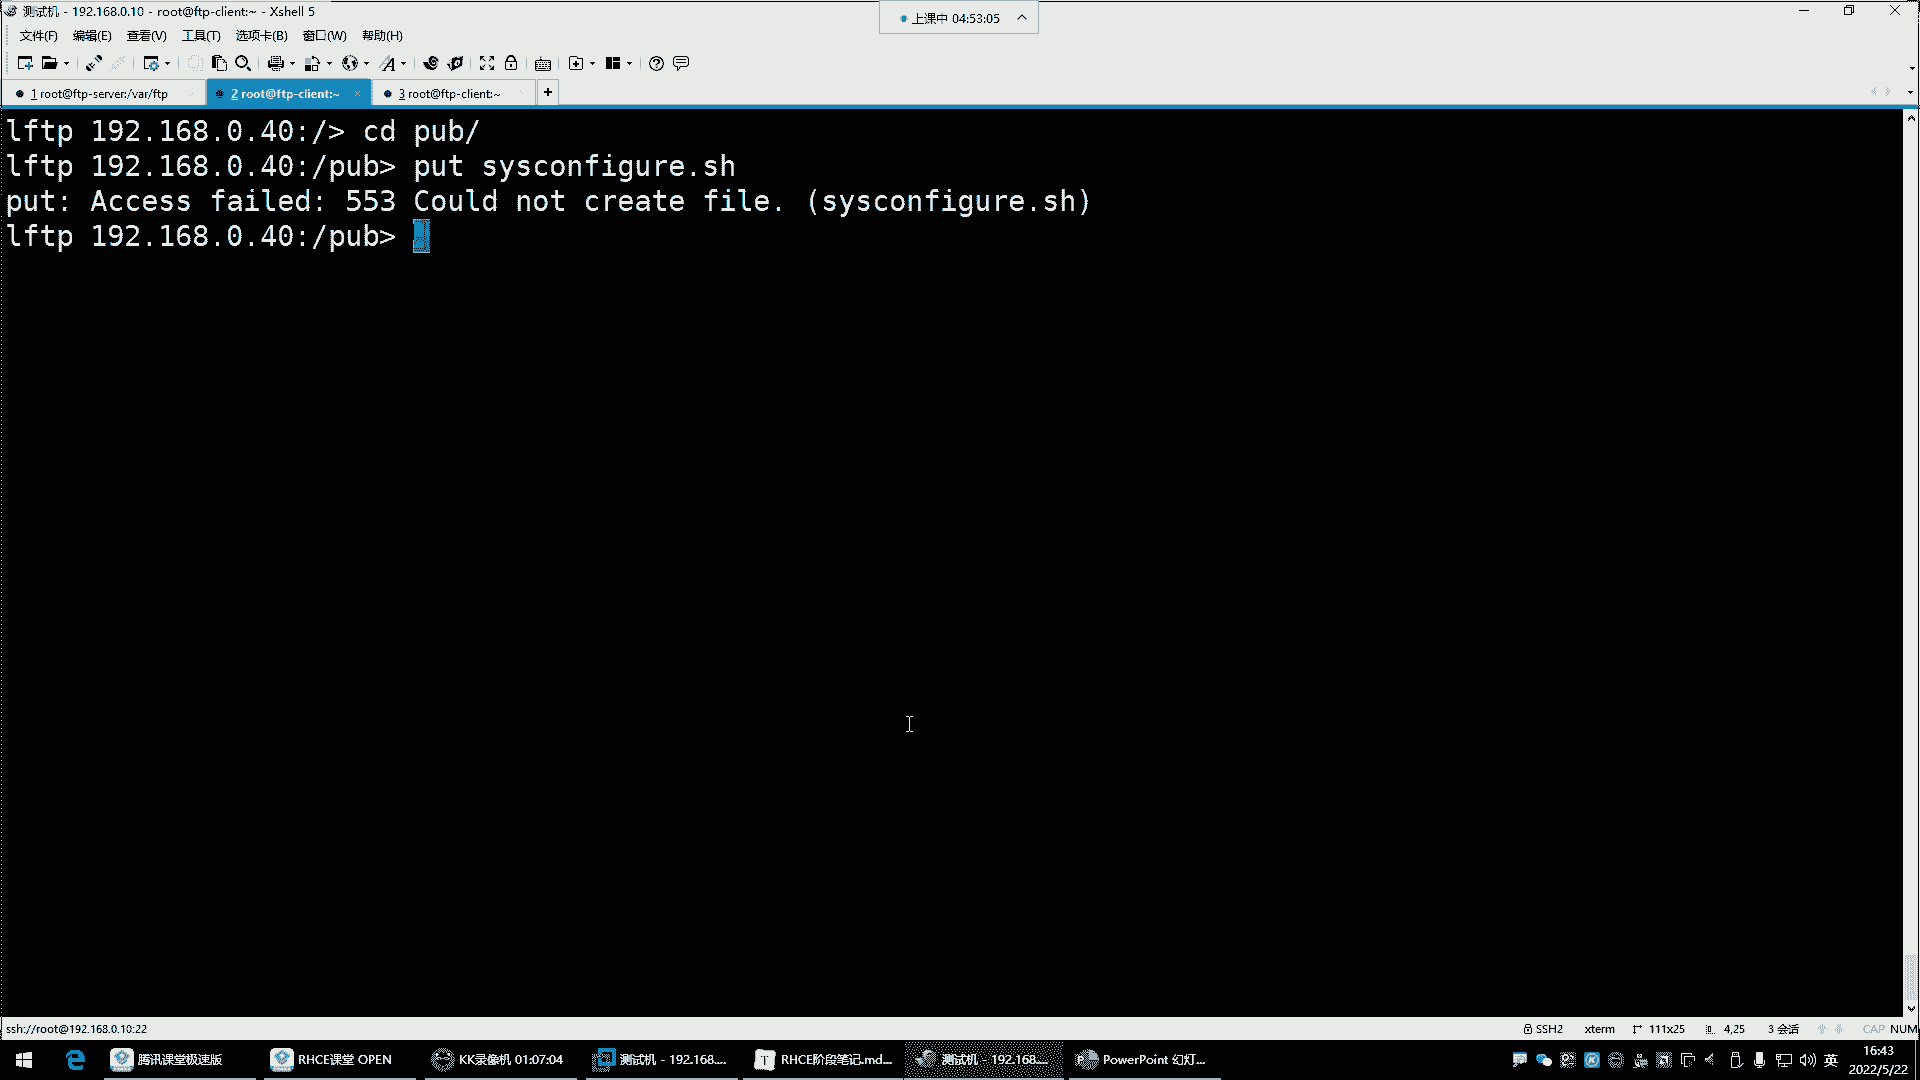 测试机 - 192.168.0.10 - root@ftp-client:~ - Xshell 5
上课中 04:53:05
文件(F) 编辑(E) 查看(V) 工具(T) 选项卡(B) 窗口(W) 帮助(H)
1 root@ftp-server:/var/ftp 2 root@ftp-client:~ × 3 root@ftp-client:~ +
lftp 192.168.0.40:/> cd pub/
lftp 192.168.0.40:/pub> put sysconfigure.sh
put: Access failed: 553 Could not create file. (sysconfigure.sh)
lftp 192.168.0.40:/pub>
ssh://root@192.168.0.10:22 SSH2 xterm 111x25 4,25 3 会话 CAP NUM
腾讯课堂极速版 RHCE课堂 OPEN KK录像机 01:07:04 测试机 - 192.168.... RHCE阶段笔记.md... 测试机 - 192.168.... PowerPoint 幻灯... 英 16:43
2022/5/22